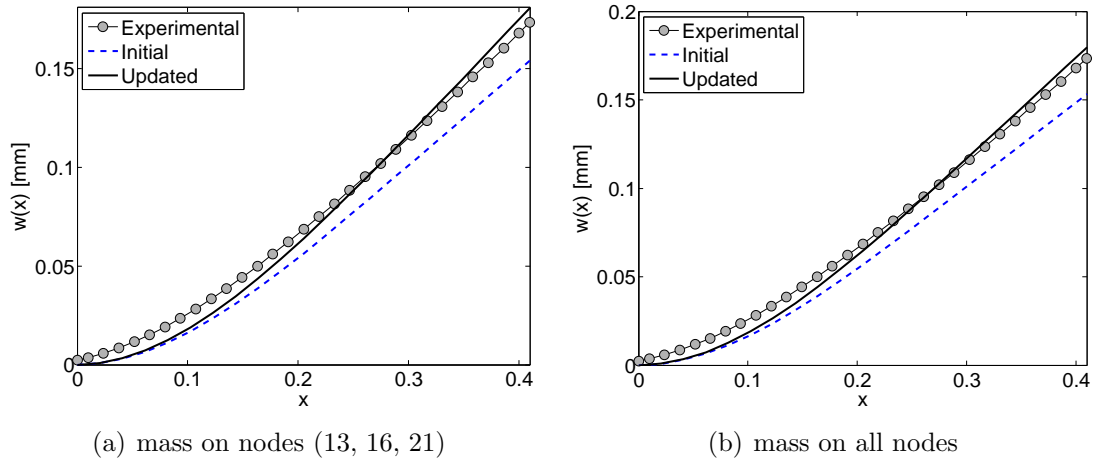 Experimental
Initial
Updated
0.15
0.1
0.05
0
w(x) [mm]
0 0.1 0.2 0.3 0.4
x
(a) mass on nodes (13, 16, 21)
0.2
Experimental
Initial
Updated
0.15
0.1
0.05
0
w(x) [mm]
0 0.1 0.2 0.3 0.4
x
(b) mass on all nodes